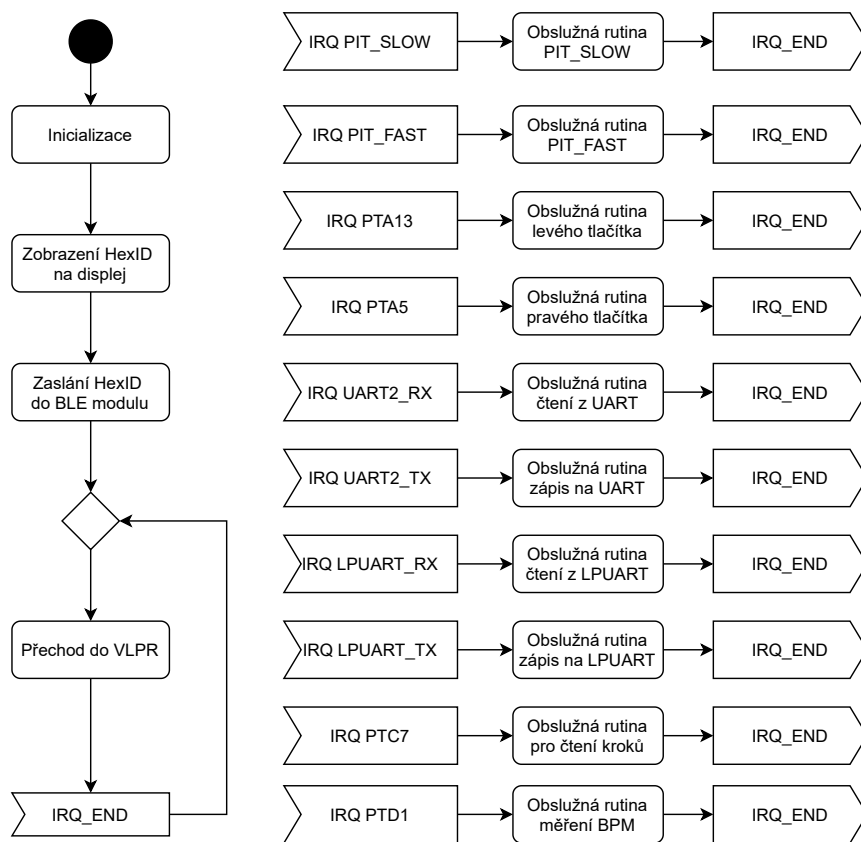 Inicializace
Zobrazení HexID
na displej
Zaslání HexID
do BLE modulu
Přechod do VLPR
IRQ_END
IRQ PIT_SLOW
Obslužná rutina
PIT_SLOW
IRQ_END
IRQ PIT_FAST
Obslužná rutina
PIT_FAST
IRQ_END
IRQ PTA13
Obslužná rutina
levého tlačítka
IRQ_END
IRQ PTA5
Obslužná rutina
pravého tlačítka
IRQ_END
IRQ UART2_RX
Obslužná rutina
čtení z UART
IRQ_END
IRQ UART2_TX
Obslužná rutina
zápis na UART
IRQ_END
IRQ LPUART_RX
Obslužná rutina
čtení z LPUART
IRQ_END
IRQ LPUART_TX
Obslužná rutina
zápis na LPUART
IRQ_END
IRQ PTC7
Obslužná rutina
pro čtení kroků
IRQ_END
IRQ PTD1
Obslužná rutina
měření BPM
IRQ_END